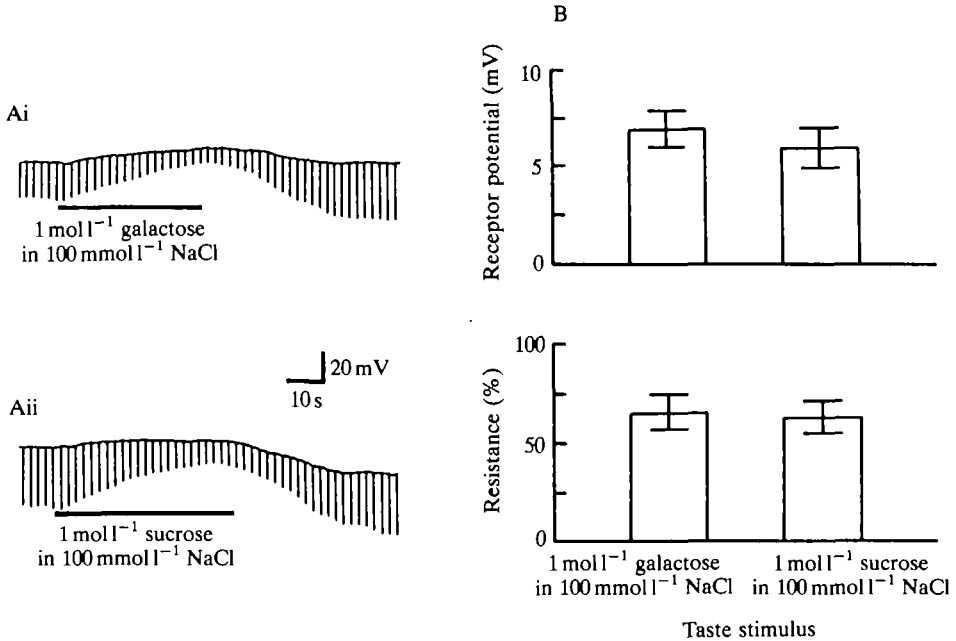 Ai
1 mol l⁻¹ galactose
in 100 mmol l⁻¹ NaCl
20 mV
10 s
Aii
1 mol l⁻¹ sucrose
in 100 mmol l⁻¹ NaCl
B
Receptor potential (mV)
10
5
0
Resistance (%)
100
50
0
1 mol l⁻¹ galactose
in 100 mmol l⁻¹ NaCl
1 mol l⁻¹ sucrose
in 100 mmol l⁻¹ NaCl
Taste stimulus